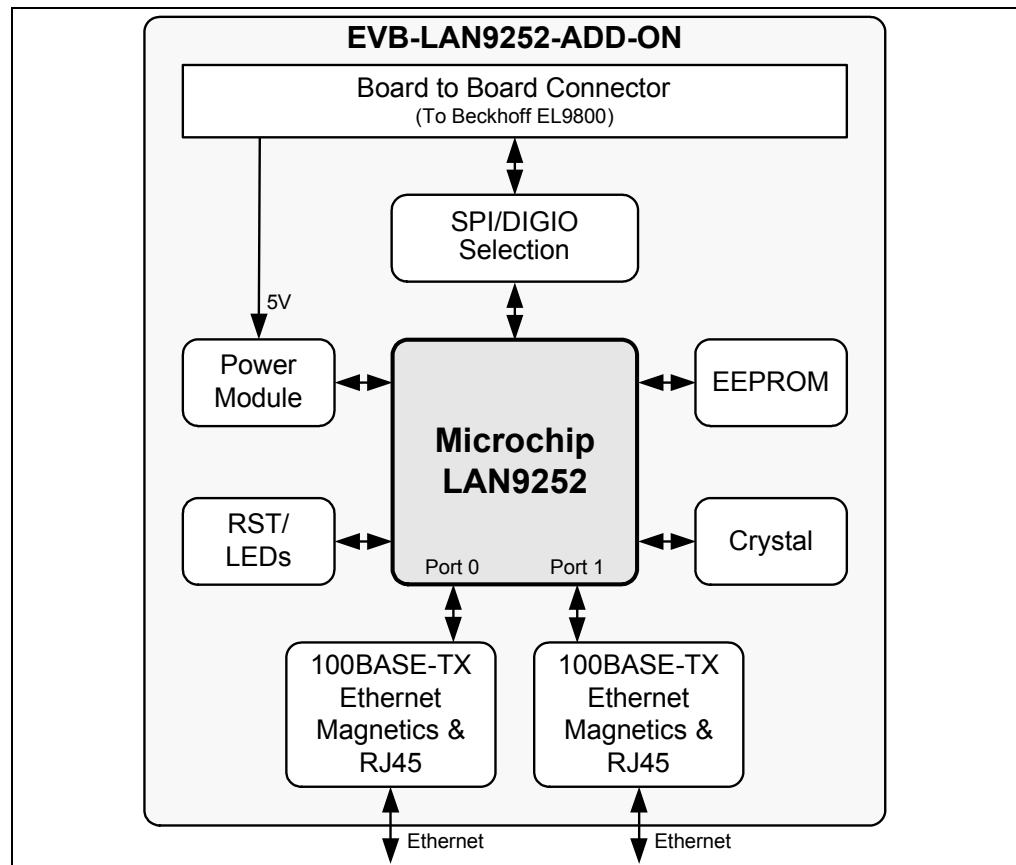 EVB-LAN9252-ADD-ON
Board to Board Connector
(To Beckhoff EL9800)
SPI/DIGIO
Selection
5V
Power
Module
EEPROM
Microchip
LAN9252
RST/
LEDs
Crystal
Port 0
Port 1
100BASE-TX
Ethernet
Magnetics &
RJ45
100BASE-TX
Ethernet
Magnetics &
RJ45
Ethernet
Ethernet